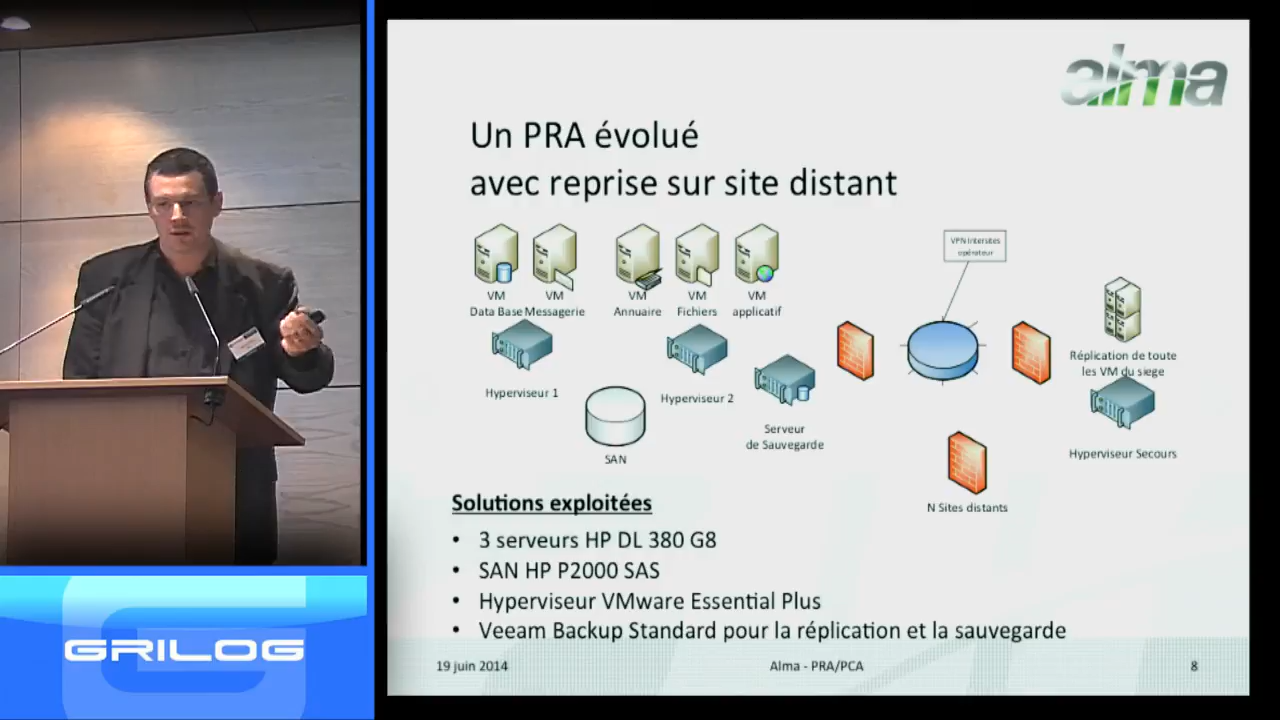 alma
Un PRA évolué
avec reprise sur site distant
VM
Data Base
VM
Messagerie
VM
Annuaire
VM
Fichiers
VM
applicatif
VPN Intersites
opérateur
Hyperviseur 1
Hyperviseur 2
SAN
Serveur
de Sauvegarde
Réplication de toute
les VM du siege
Hyperviseur Secours
N Sites distants
Solutions exploitées
• 3 serveurs HP DL 380 G8
• SAN HP P2000 SAS
• Hyperviseur VMware Essential Plus
• Veeam Backup Standard pour la réplication et la sauvegarde
19 juin 2014
Alma - PRA/PCA
8
GRILOG